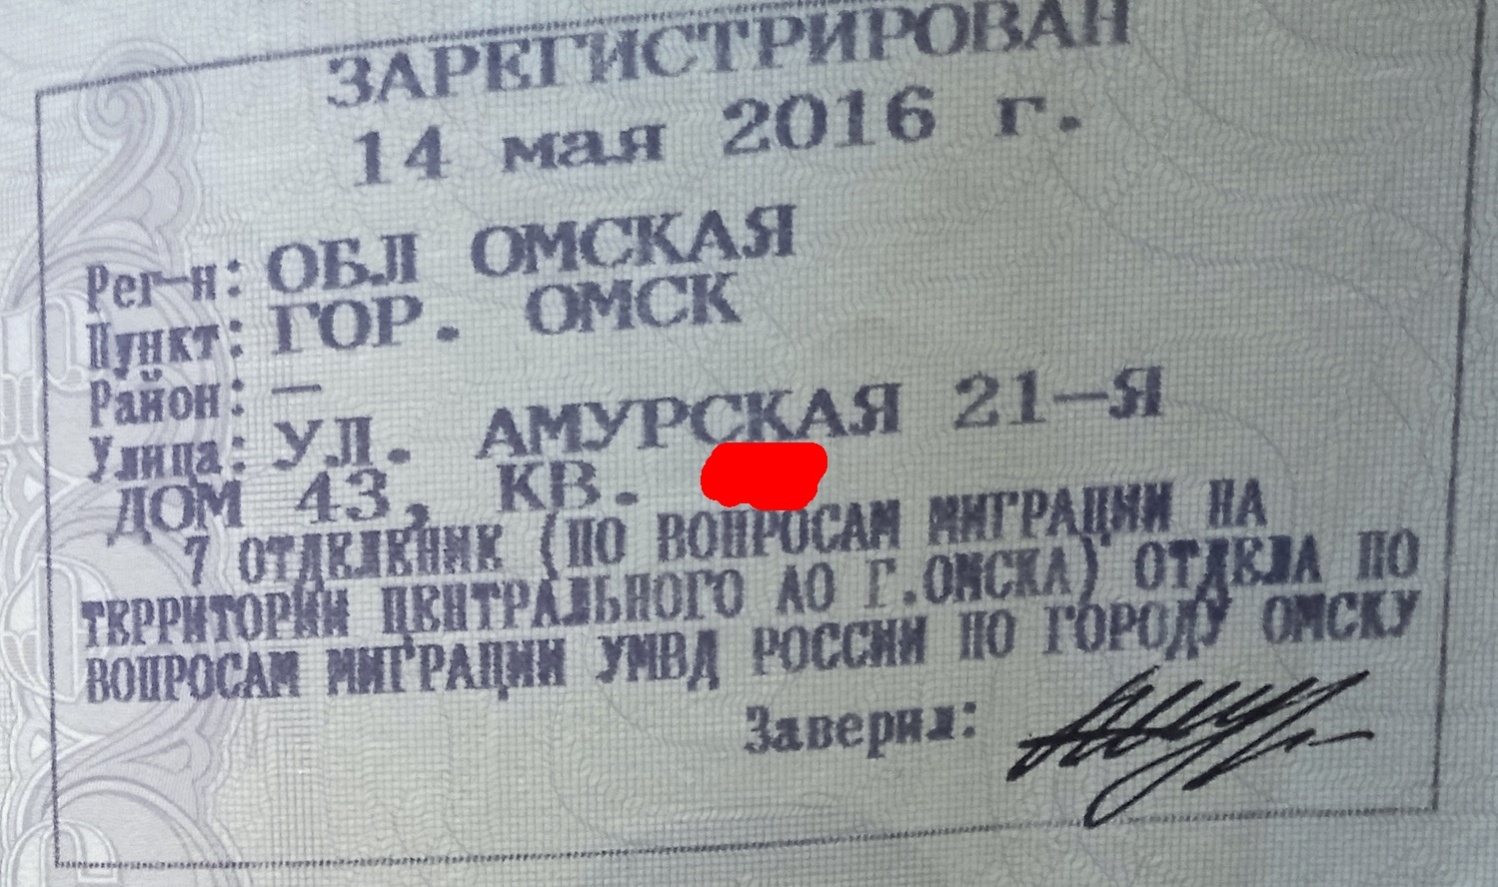 ЗАРЕГИСТРИРОВАН
14 мая 2016 г.
Рег-н: ОБЛ ОМСКАЯ
Пункт: ГОР. ОМСК
Район: —
Улица: УЛ. АМУРСКАЯ 21-Я
ДОМ 43, КВ.
7 ОТДЕЛЕНИЕ (ПО ВОПРОСАМ МИГРАЦИИ НА
ТЕРРИТОРИИ ЦЕНТРАЛЬНОГО АО Г.ОМСКА) ОТДЕЛА ПО
ВОПРОСАМ МИГРАЦИИ УМВД РОССИИ ПО ГОРОДУ ОМСКУ
Заверил: